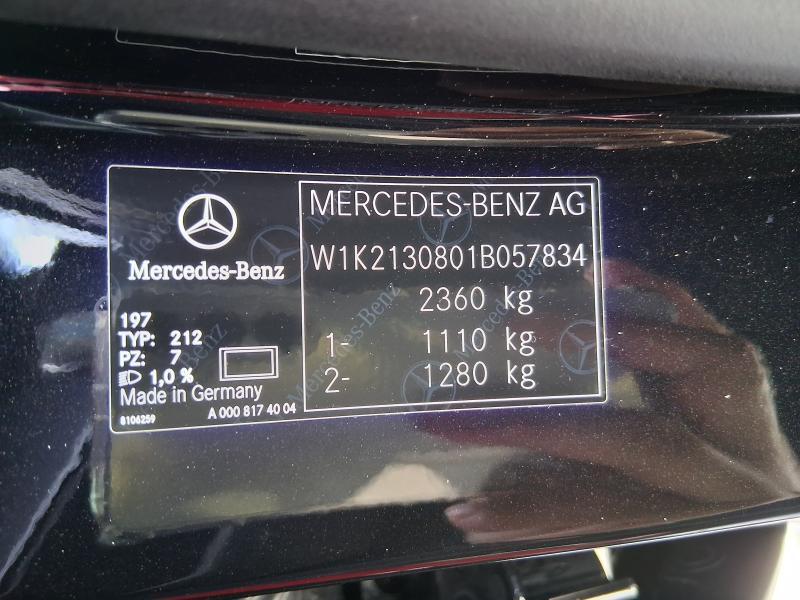 Mercedes-Benz
197
TYP: 212
PZ: 7
1,0 %
Made in Germany
8106259
A 000 817 40 04
MERCEDES-BENZ AG
W1K2130801B057834
2360 kg
1- 1110 kg
2- 1280 kg